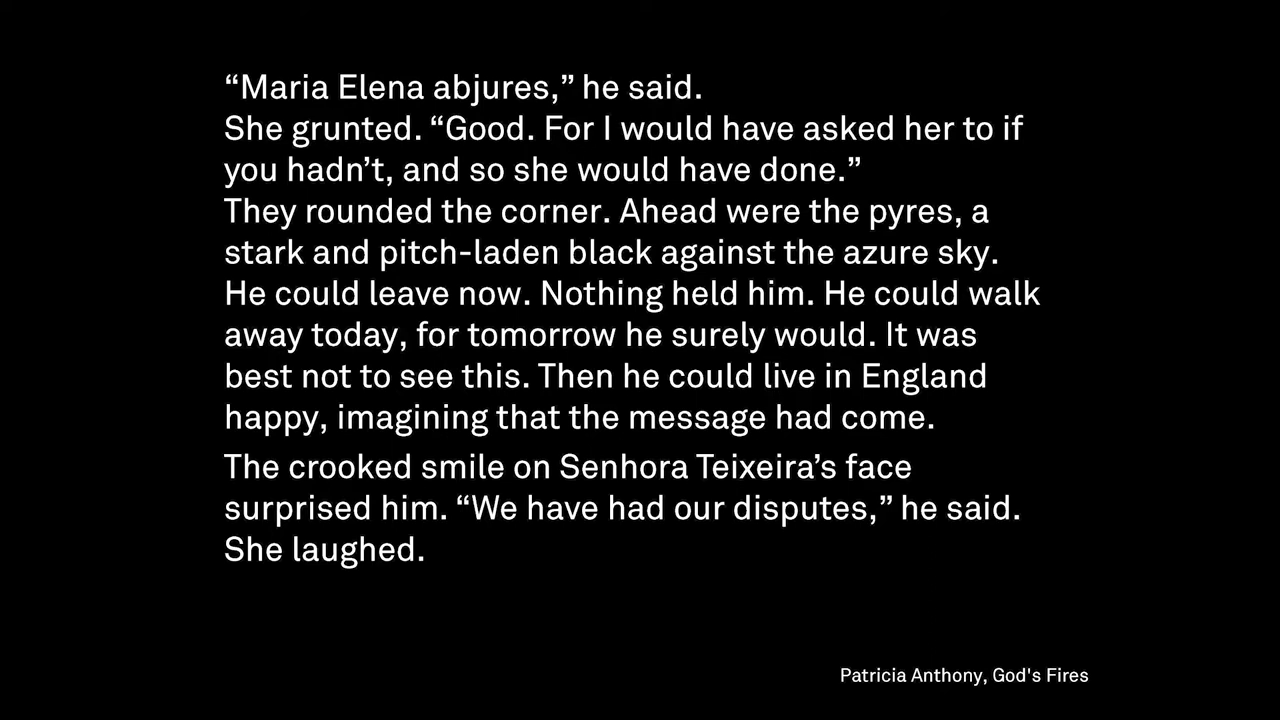 “Maria Elena abjures,” he said.
She grunted. “Good. For I would have asked her to if
you hadn’t, and so she would have done.”
They rounded the corner. Ahead were the pyres, a
stark and pitch-laden black against the azure sky.
He could leave now. Nothing held him. He could walk
away today, for tomorrow he surely would. It was
best not to see this. Then he could live in England
happy, imagining that the message had come.
The crooked smile on Senhora Teixeira’s face
surprised him. “We have had our disputes,” he said.
She laughed.
Patricia Anthony, God's Fires